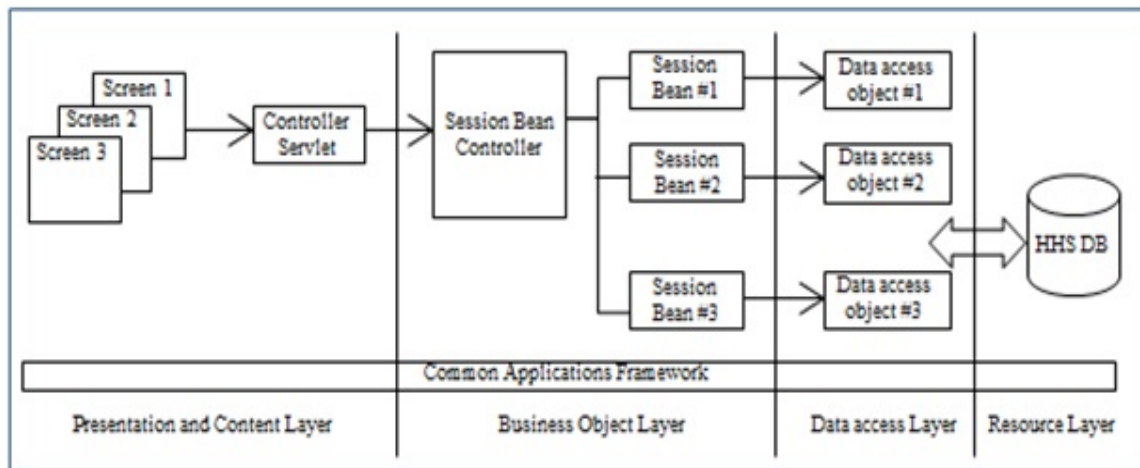 Screen 1
Screen 2
Screen 3
Controller
Servlet
Session Bean
Controller
Session
Bean #1
Session
Bean #2
Session
Bean #3
Data access
object #1
Data access
object #2
Data access
object #3
HHS DB
Common Applications Framework
Presentation and Content Layer
Business Object Layer
Data access Layer
Resource Layer